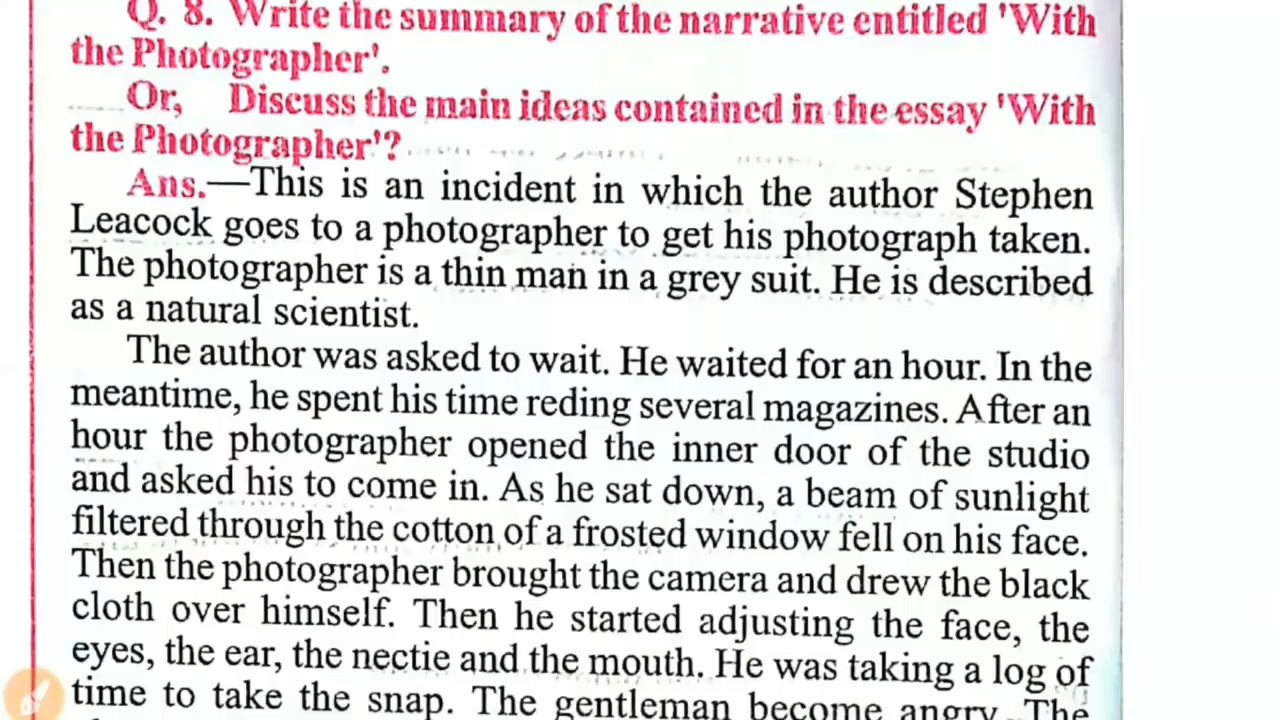 Q. 8. Write the summary of the narrative entitled 'With
the Photographer'.
Or, Discuss the main ideas contained in the essay 'With
the Photographer'?
Ans.—This is an incident in which the author Stephen
Leacock goes to a photographer to get his photograph taken.
The photographer is a thin man in a grey suit. He is described
as a natural scientist.
The author was asked to wait. He waited for an hour. In the
meantime, he spent his time reding several magazines. After an
hour the photographer opened the inner door of the studio
and asked his to come in. As he sat down, a beam of sunlight
filtered through the cotton of a frosted window fell on his face.
Then the photographer brought the camera and drew the black
cloth over himself. Then he started adjusting the face, the
eyes, the ear, the nectie and the mouth. He was taking a log of
time to take the snap. The gentleman become angry. The